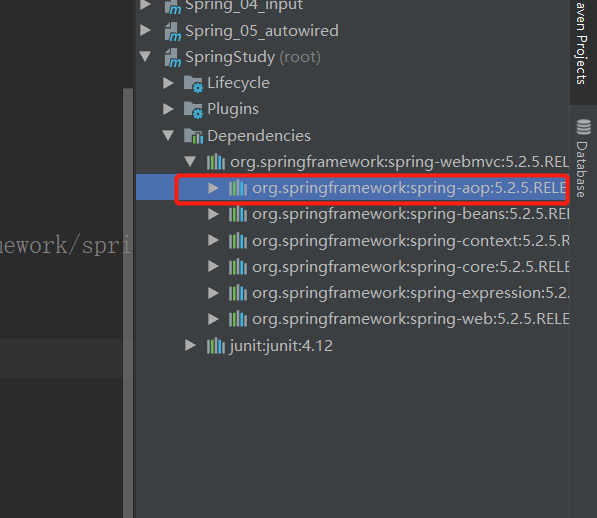 Spring_04_input
Spring_05_autowired
SpringStudy (root)
Lifecycle
Plugins
Dependencies
org.springframework:spring-webmvc:5.2.5.RELE
org.springframework:spring-aop:5.2.5.RELE
org.springframework:spring-beans:5.2.5.RELE
org.springframework:spring-context:5.2.5.R
org.springframework:spring-core:5.2.5.RELE
org.springframework:spring-expression:5.2.
org.springframework:spring-web:5.2.5.RELE
junit:junit:4.12
nework/spri
aven Projects
Database